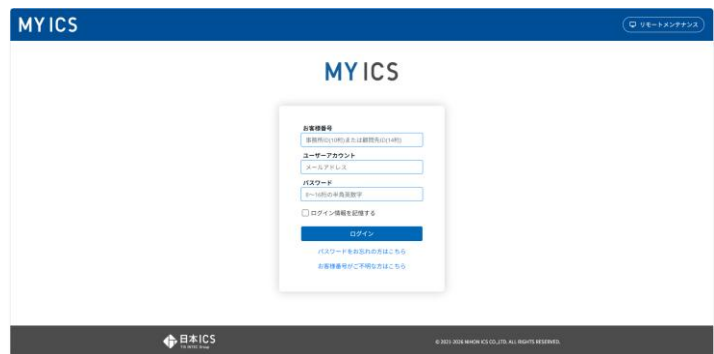 MY ICS
リモートメンテナンス
MY ICS
お客様番号
事務所ID(10桁)または顧問先ID(14桁)
ユーザーアカウント
メールアドレス
パスワード
8～16桁の半角英数字
ログイン情報を記憶する
ログイン
パスワードをお忘れの方はこちら
お客様番号がご不明な方はこちら
日本ICS
© 2021-2026 NIHON ICS CO.,LTD. ALL RIGHTS RESERVED.